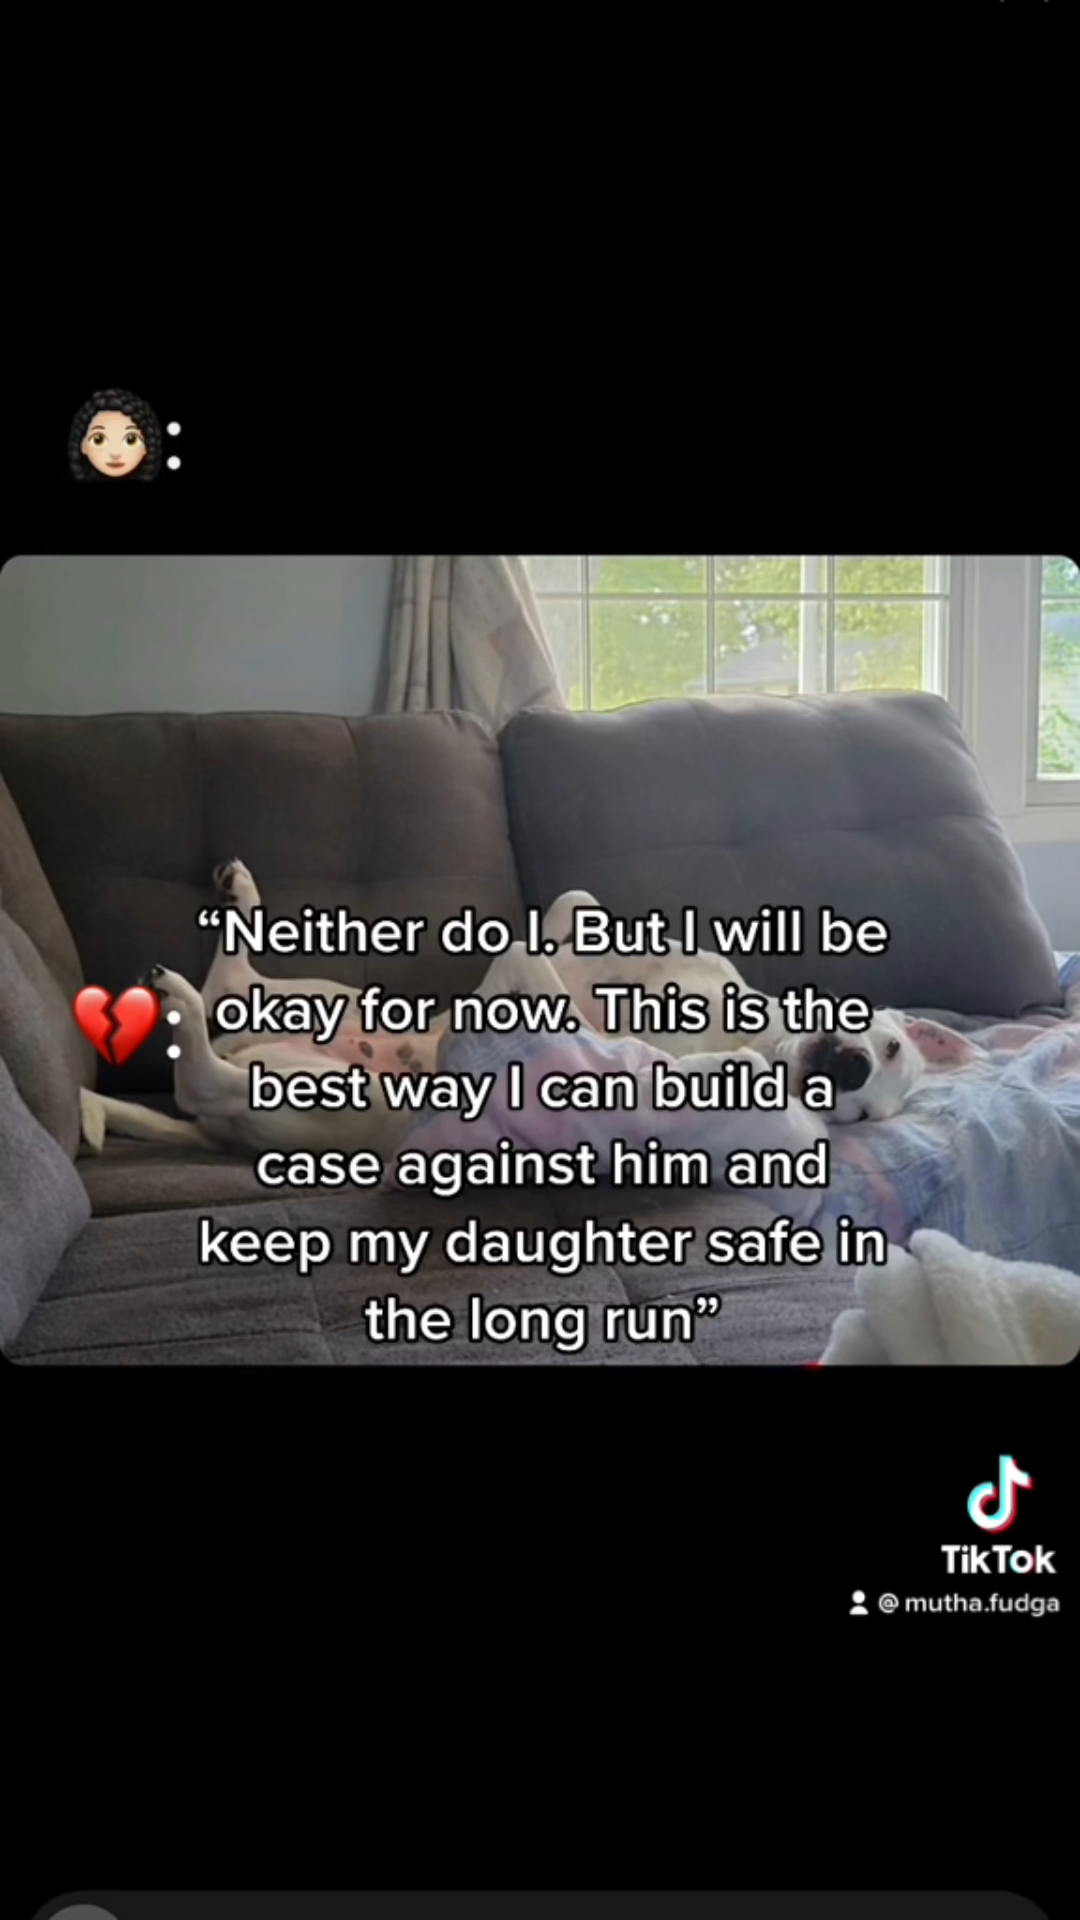 :
“Neither do I. But I will be
: okay for now. This is the
best way I can build a
case against him and
keep my daughter safe in
the long run”
TikTok
@ mutha.fudga